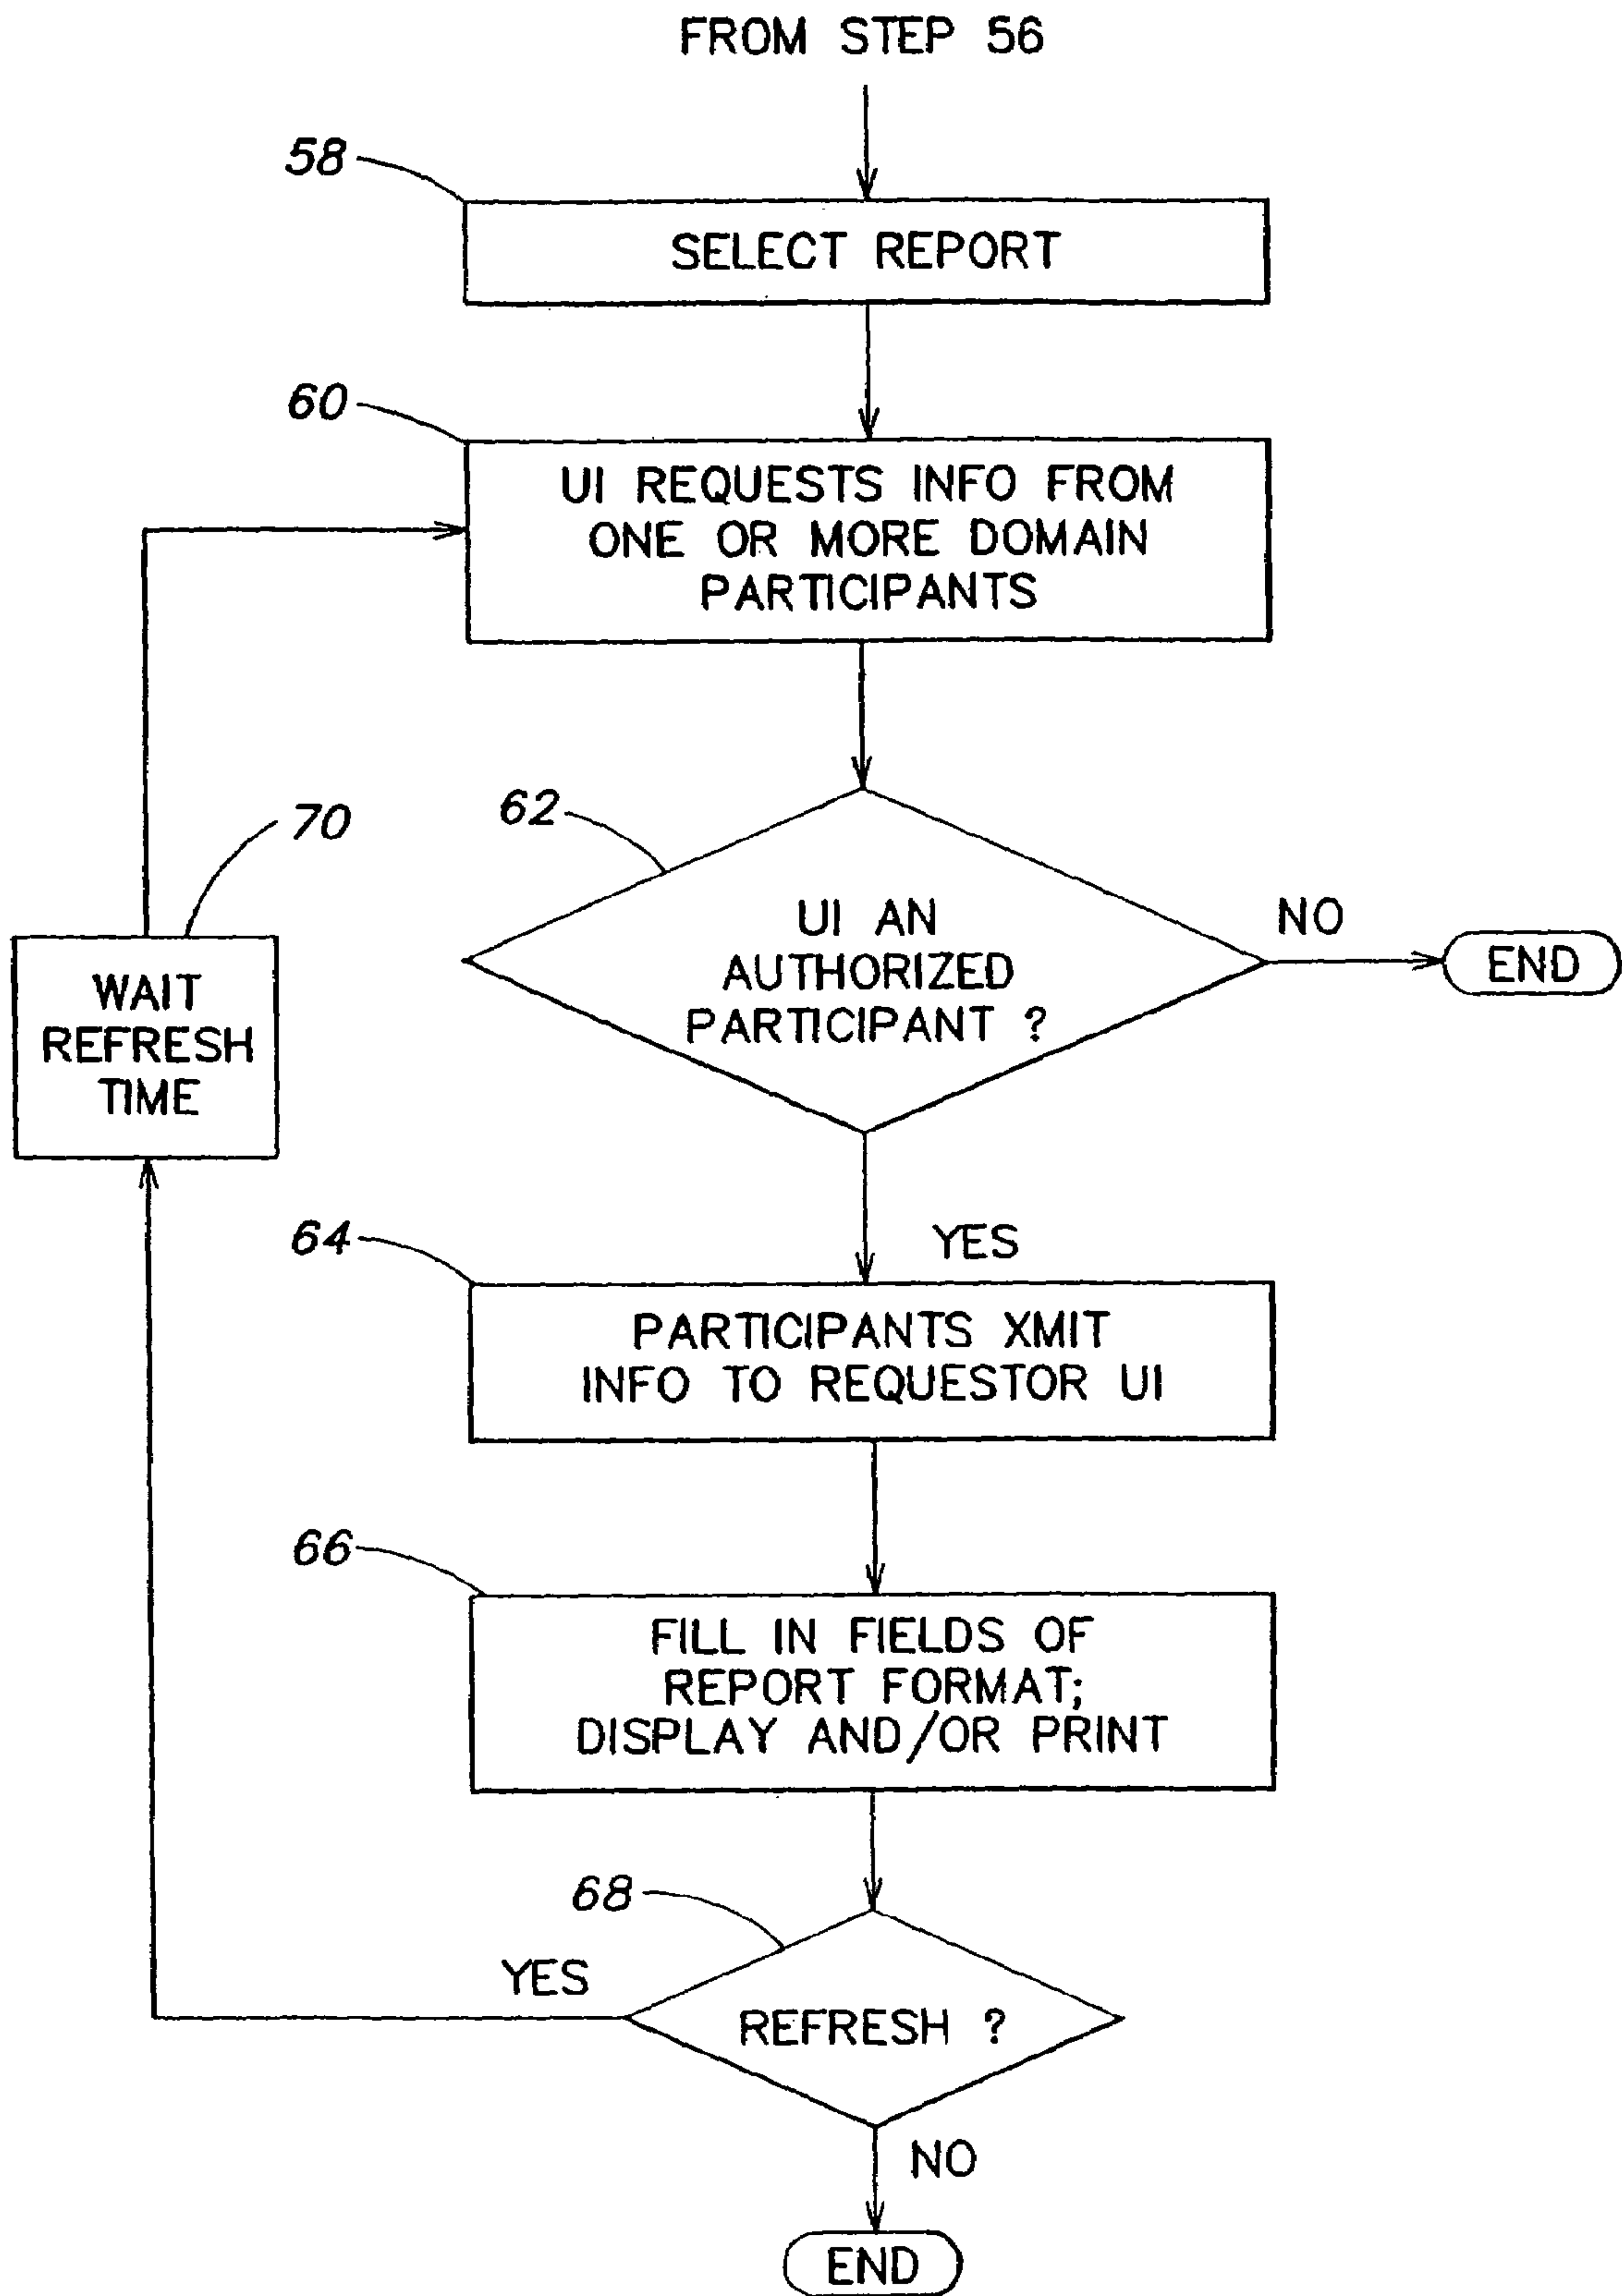 FROM STEP 56
58
SELECT REPORT
60
UI REQUESTS INFO FROM
ONE OR MORE DOMAIN
PARTICIPANTS
62
UI AN
AUTHORIZED
PARTICIPANT ?
NO
END
70
WAIT
REFRESH
TIME
YES
64
PARTICIPANTS XMIT
INFO TO REQUESTOR UI
66
FILL IN FIELDS OF
REPORT FORMAT;
DISPLAY AND/OR PRINT
68
YES
REFRESH ?
NO
END